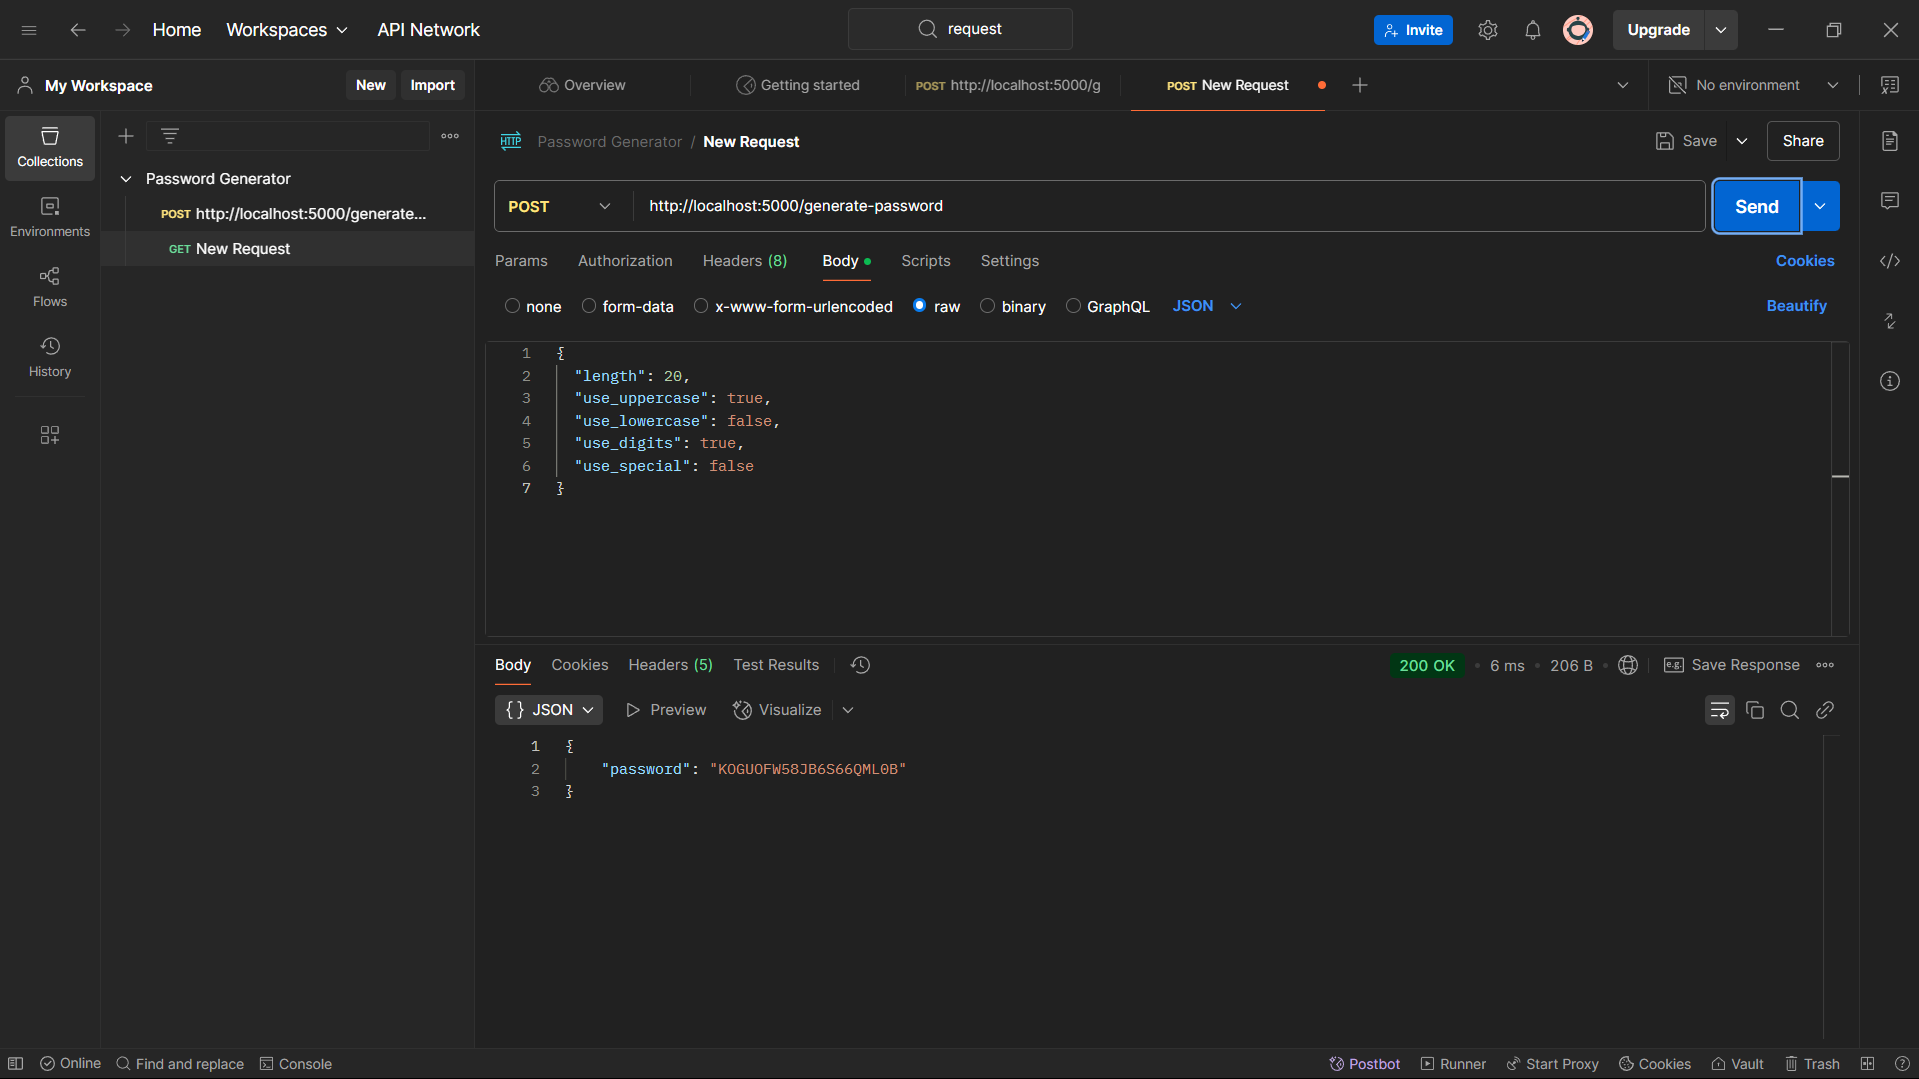 Home
Workspaces
API Network
request
Invite
Upgrade
My Workspace
New
Import
Overview
Getting started
POST http://localhost:5000/g
POST New Request
No environment
Collections
Environments
Flows
History
Password Generator
POST http://localhost:5000/generate...
GET New Request
HTTP
Password Generator / New Request
Save
Share
POST
http://localhost:5000/generate-password
Send
Params
Authorization
Headers (8)
Body
Scripts
Settings
Cookies
none
form-data
x-www-form-urlencoded
raw
binary
GraphQL
JSON
Beautify
1 {
2 "length": 20,
3 "use_uppercase": true,
4 "use_lowercase": false,
5 "use_digits": true,
6 "use_special": false
7 }
Body
Cookies
Headers (5)
Test Results
200 OK
6 ms
206 B
e.g. Save Response
{} JSON
Preview
Visualize
1 {
2 "password": "KOGUOFW58JB6S66QML0B"
3 }
Online
Find and replace
Console
Postbot
Runner
Start Proxy
Cookies
Vault
Trash